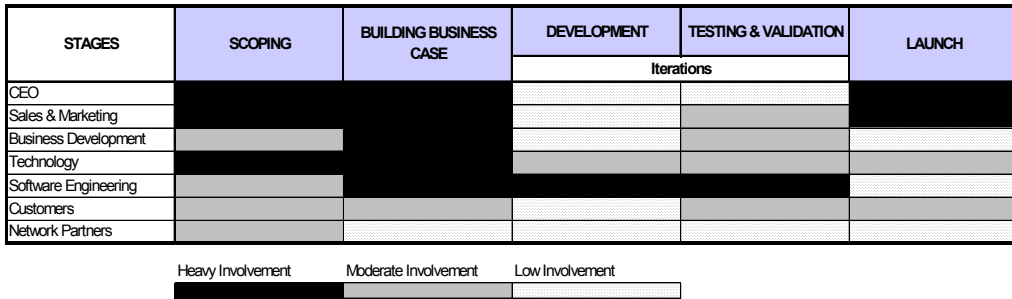 STAGES
SCOPING
BUILDING BUSINESS
CASE
DEVELOPMENT
TESTING & VALIDATION
LAUNCH
Iterations
CEO
Sales & Marketing
Business Development
Technology
Software Engineering
Customers
Network Partners
Heavy Involvement
Moderate Involvement
Low Involvement